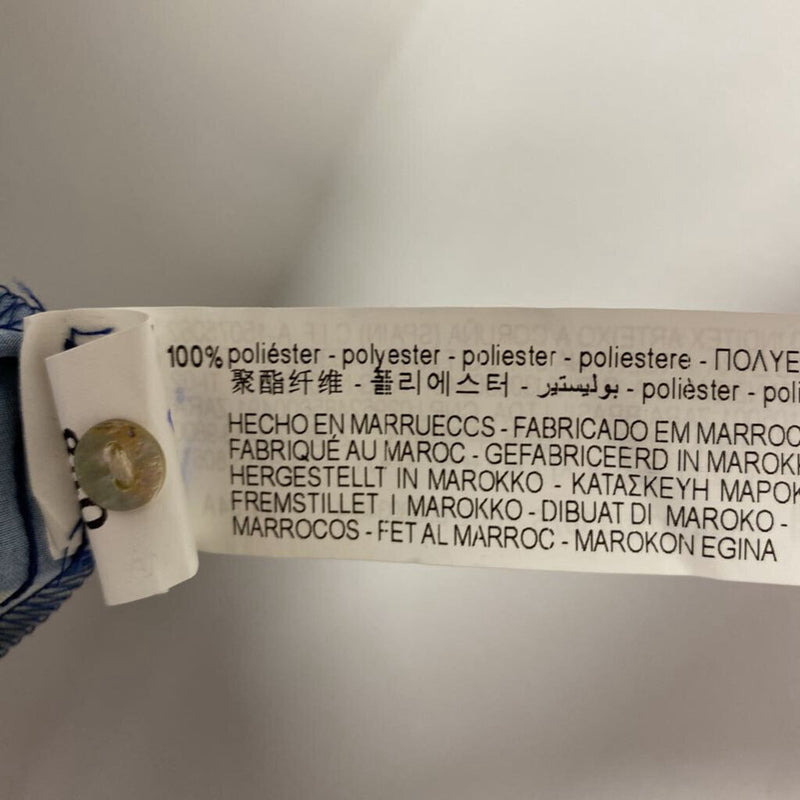 100% poliéster - polyester - poliester - poliestere - ΠΟΛΥΕ
聚酯纤维 - 폴리에스터 - بوليستير - polièster - poli
HECHO EN MARRUECCS - FABRICADO EM MARROC
FABRIQUÉ AU MAROC - GEFABRICEERD IN MAROKK
HERGESTELLT IN MAROKKO - ΚΑΤΑΣΚΕΥΗ ΜΑΡΟΚ
FREMSTILLET I MAROKKO - DIBUAT DI MAROKO -
MARROCOS - FET AL MARROC - MAROKON EGINA